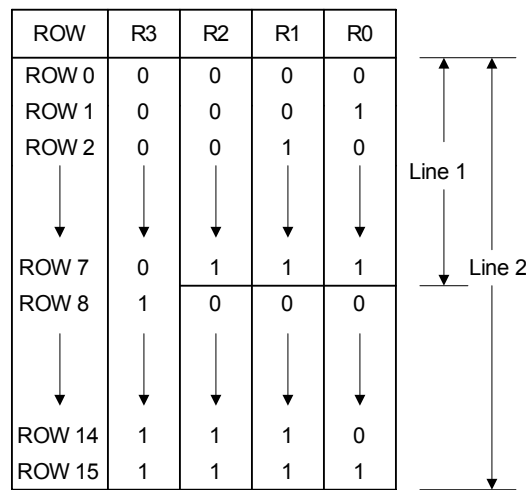 ROW R3 R2 R1 R0
ROW 0 0 0 0 0
ROW 1 0 0 0 1
ROW 2 0 0 1 0
Line 1
ROW 7 0 1 1 1 Line 2
ROW 8 1 0 0 0
ROW 14 1 1 1 0
ROW 15 1 1 1 1